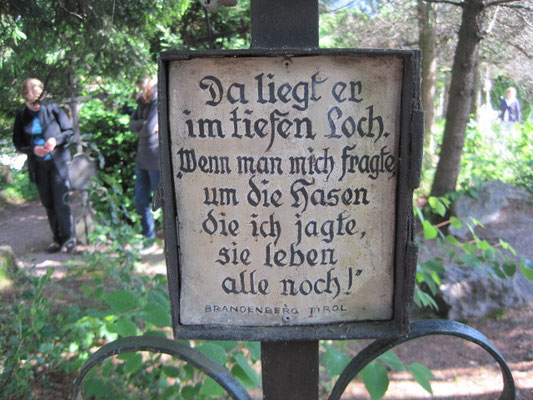 Da liegt er
im tiefen Loch.
„Wenn man mich fragte,
um die Hasen
die ich jagte,
sie leben
alle noch!"
BRANDENBERG TIROL